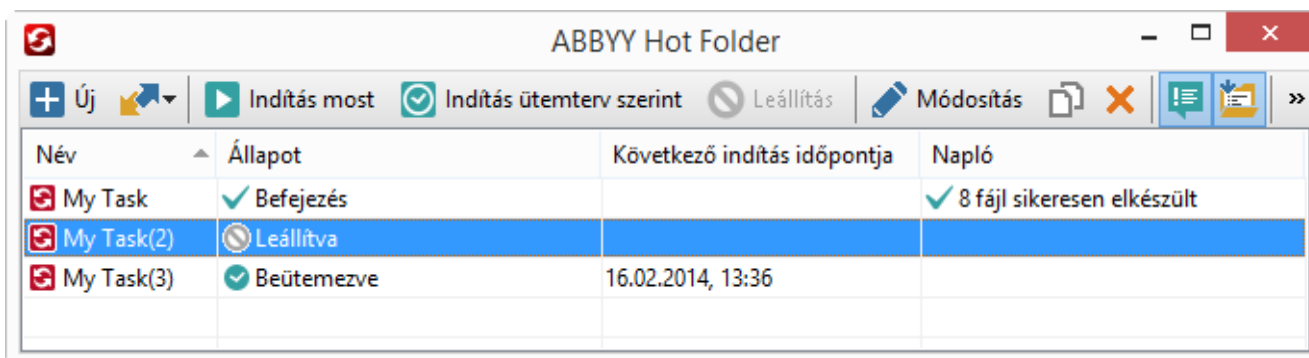 ABBYY Hot Folder
Új Indítás most Indítás ütemterv szerint Leállítás Módosítás »
Név Állapot Következő indítás időpontja Napló
My Task Befejezés 8 fájl sikeresen elkészült
My Task(2) Leállítva
My Task(3) Beütemezve 16.02.2014, 13:36